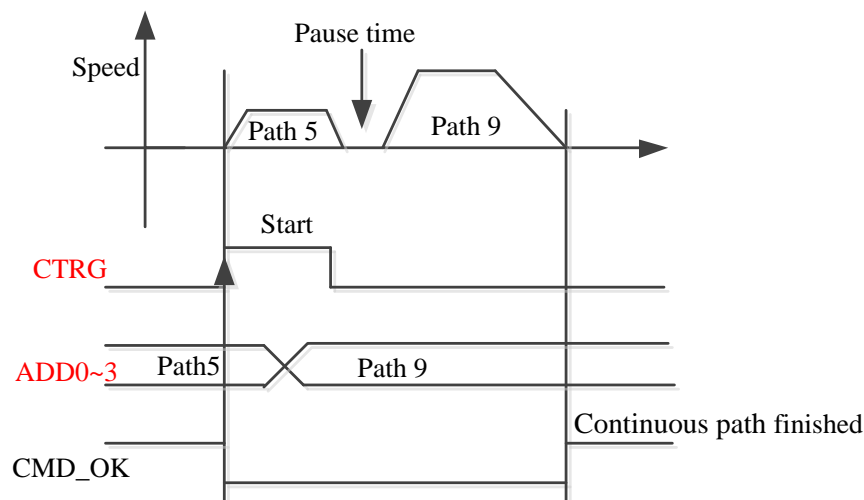 Pause time
Speed
Path 5
Path 9
Start
CTRG
ADD0~3
Path5
Path 9
Continuous path finished
CMD_OK